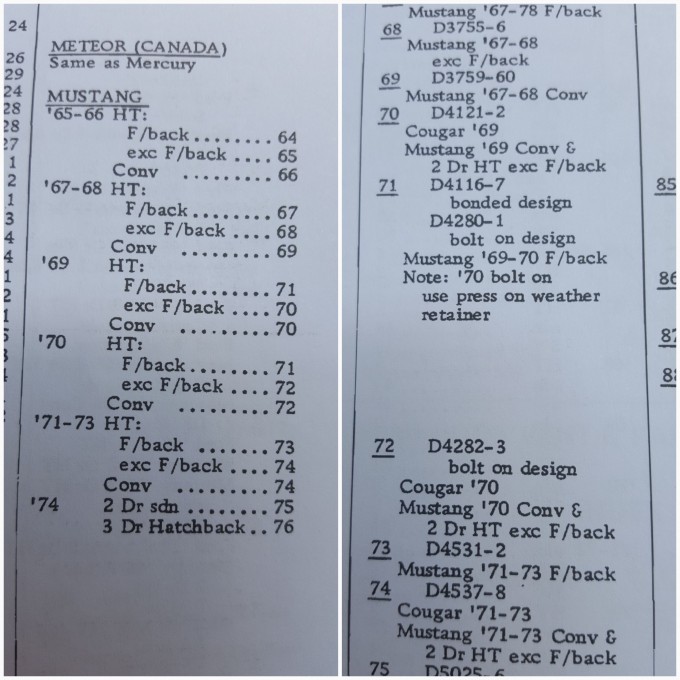 24
26
29
24
28
28
27
1
2
1
3
4
4
1
2
1
METEOR (CANADA)
Same as Mercury
MUSTANG
'65-66 HT:
F/back ........ 64
exc F/back .... 65
Conv ......... 66
'67-68 HT:
F/back ........ 67
exc F/back .... 68
Conv ......... 69
'69 HT:
F/back ........ 71
exc F/back .... 70
Conv ......... 70
'70 HT:
F/back ........ 71
exc F/back .... 72
Conv ......... 72
'71-73 HT:
F/back ....... 73
exc F/back .... 74
Conv ......... 74
'74 2 Dr sdn ........ 75
3 Dr Hatchback .. 76
Mustang '67-78 F/back
68 D3755-6
Mustang '67-68
exc F/back
69 D3759-60
Mustang '67-68 Conv
70 D4121-2
Cougar '69
Mustang '69 Conv &
2 Dr HT exc F/back
71 D4116-7
bonded design
D4280-1
bolt on design
Mustang '69-70 F/back
Note: '70 bolt on
use press on weather
retainer
72 D4282-3
bolt on design
Cougar '70
Mustang '70 Conv &
2 Dr HT exc F/back
73 D4531-2
Mustang '71-73 F/back
74 D4537-8
Cougar '71-73
Mustang '71-73 Conv &
2 Dr HT exc F/back
75 D5025-6
85
86
87
88